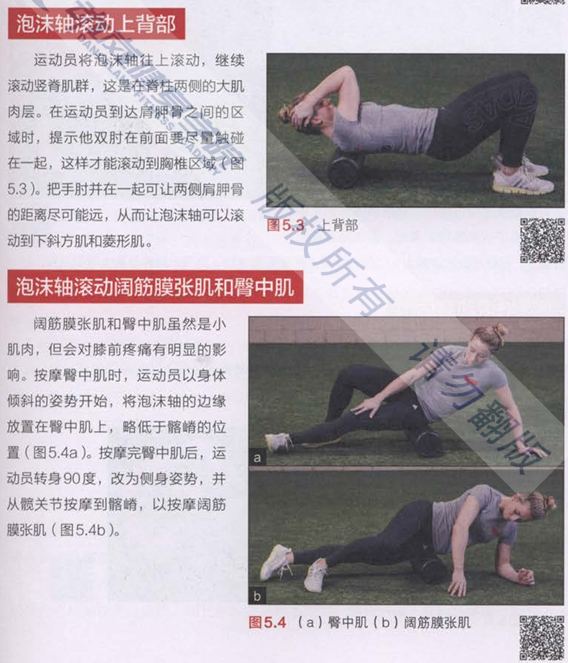 泡沫轴滚动上背部
运动员将泡沫轴往上滚动，继续
滚动竖脊肌群，这是在脊柱两侧的大肌
肉层。在运动员到达肩胛骨之间的区
域时，提示他双肘在前面要尽量触碰
在一起，这样才能滚动到胸椎区域（图
5.3）。把手肘并在一起可让两侧肩胛骨
的距离尽可能远，从而让泡沫轴可以滚
动到下斜方肌和菱形肌。
图5.3 上背部
泡沫轴滚动阔筋膜张肌和臀中肌
阔筋膜张肌和臀中肌虽然是小
肌肉，但会对膝前疼痛有明显的影
响。按摩臀中肌时，运动员以身体
倾斜的姿势开始，将泡沫轴的边缘
放置在臀中肌上，略低于髂嵴的位
置（图5.4a）。按摩完臀中肌后，运
动员转身90度，改为侧身姿势，并
从髋关节按摩到髂嵴，以按摩阔筋
膜张肌（图5.4b）。
a
b
图5.4 （a）臀中肌（b）阔筋膜张肌
版权所有
请勿翻版